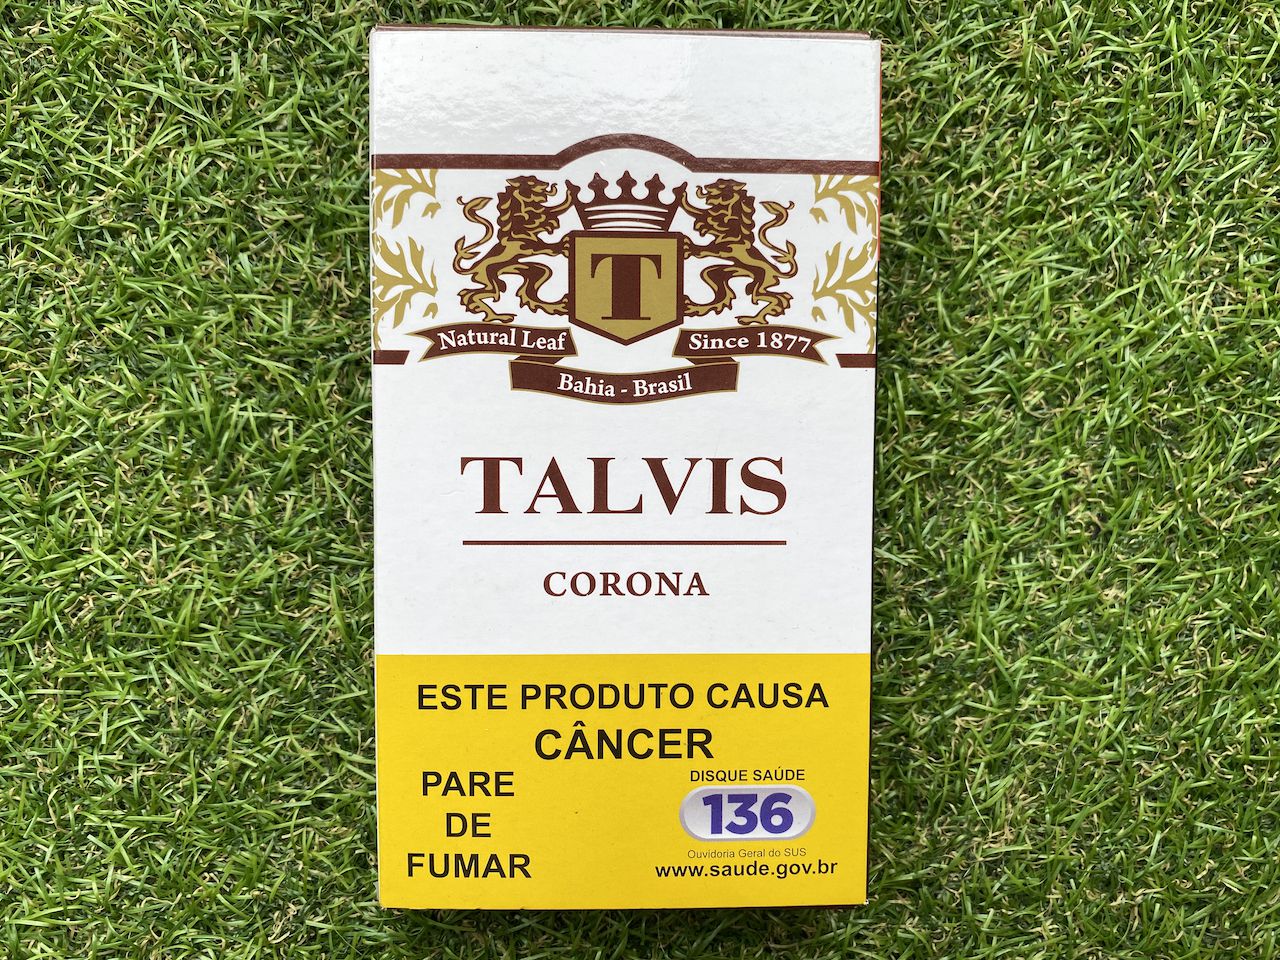 T
Natural Leaf
Since 1877
Bahia - Brasil
TALVIS
CORONA
ESTE PRODUTO CAUSA
CÂNCER
PARE
DE
FUMAR
DISQUE SAÚDE
136
Ouvidoria Geral do SUS
www.saude.gov.br